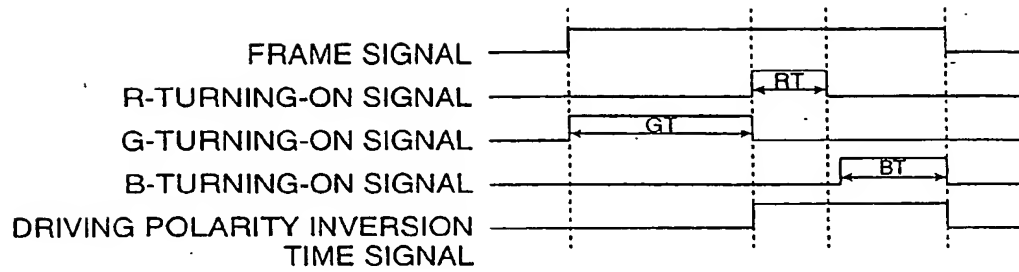 FRAME SIGNAL
R-TURNING-ON SIGNAL
RT
G-TURNING-ON SIGNAL
GT
B-TURNING-ON SIGNAL
BT
DRIVING POLARITY INVERSION
TIME SIGNAL